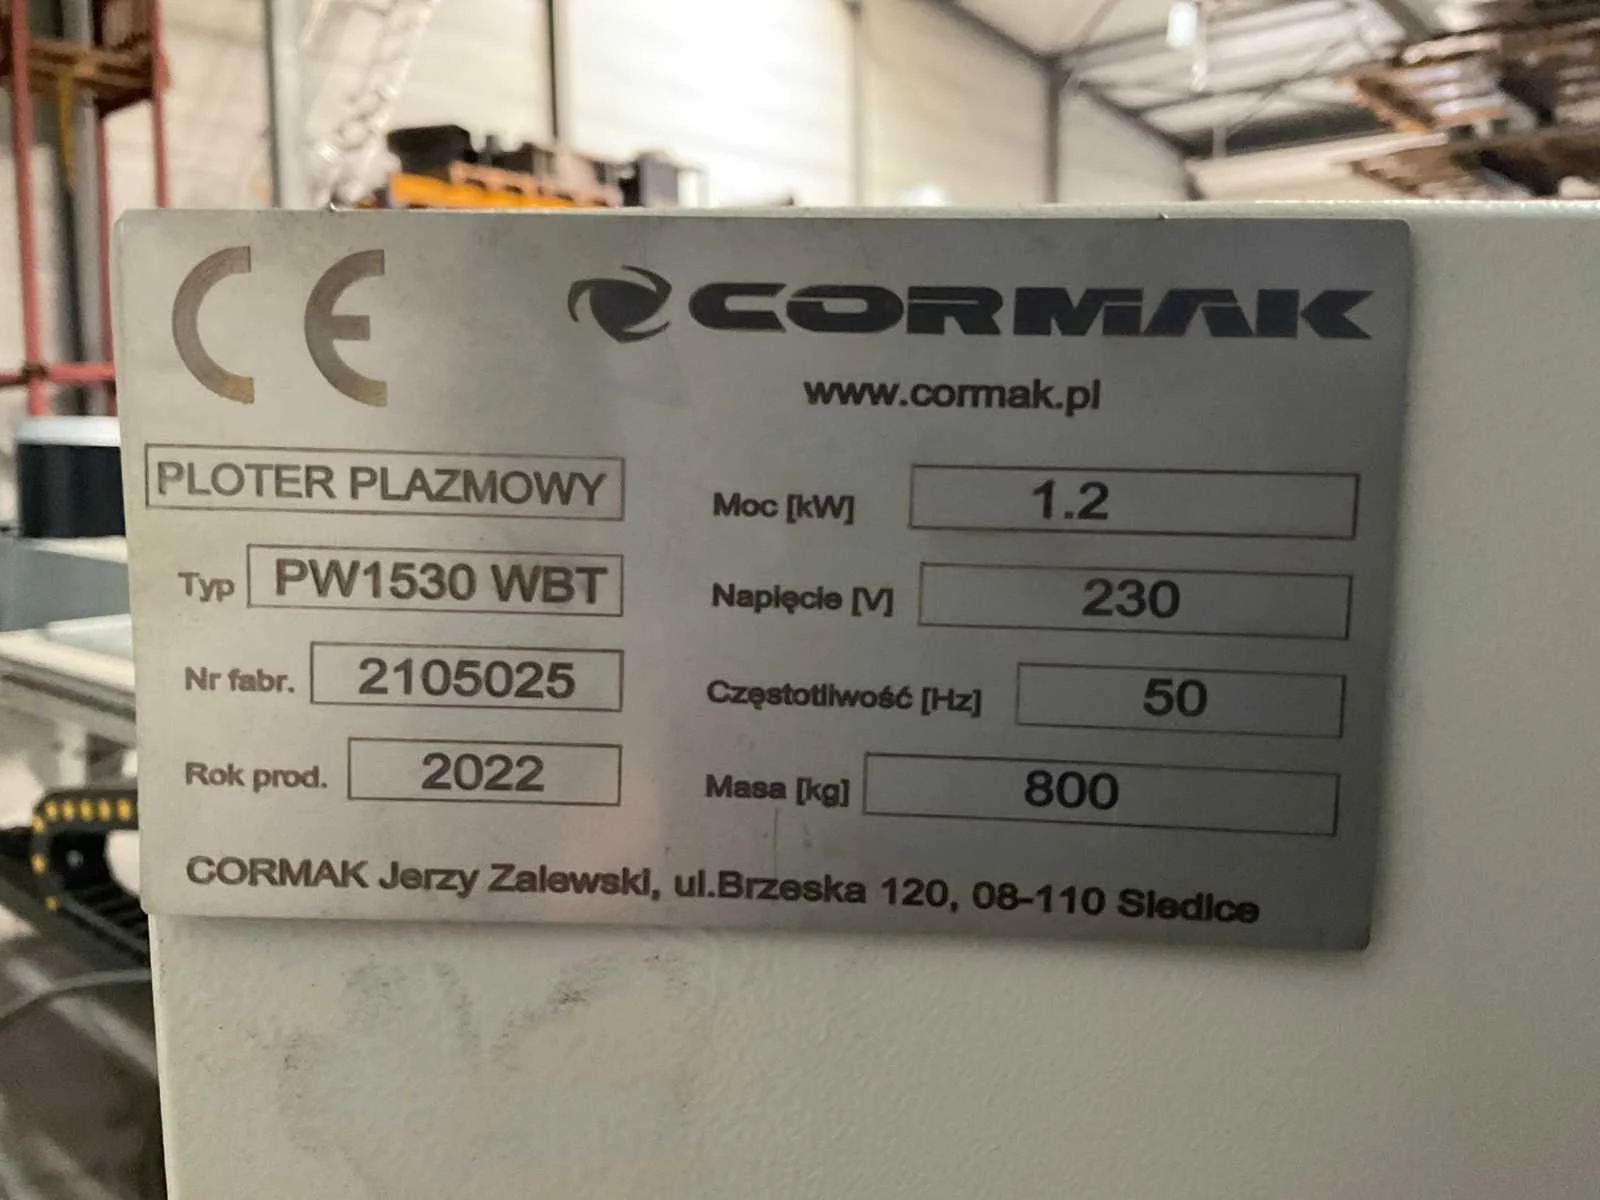 CE CORMAK
www.cormak.pl
PLOTER PLAZMOWY
Typ PW1530 WBT
Nr fabr. 2105025
Rok prod. 2022
Moc [kW] 1.2
Napięcie [V] 230
Częstotliwość [Hz] 50
Masa [kg] 800
CORMAK Jerzy Zalewski, ul.Brzeska 120, 08-110 Siedlce